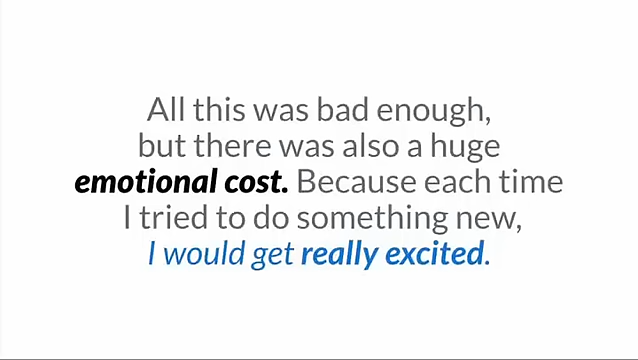 All this was bad enough,
but there was also a huge
emotional cost. Because each time
I tried to do something new,
I would get really excited.